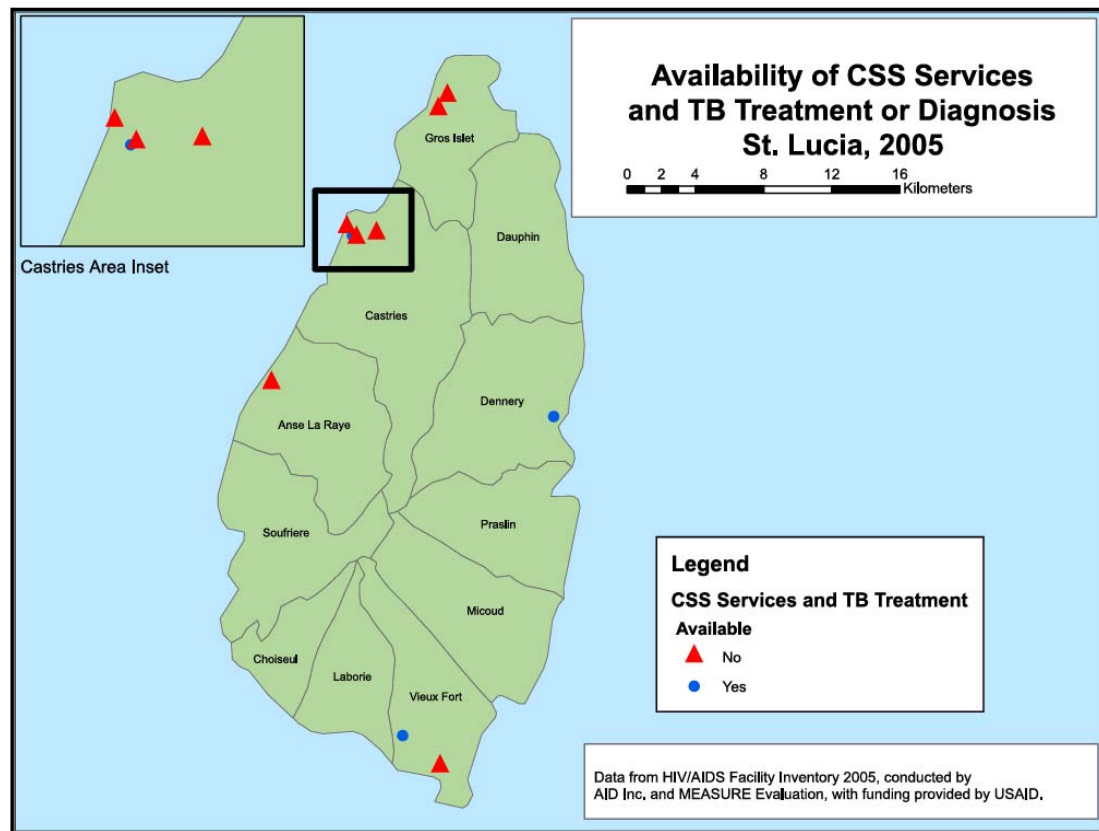 Availability of CSS Services
and TB Treatment or Diagnosis
St. Lucia, 2005
0 2 4 8 12 16
Kilometers
Castries Area Inset
Gros Islet
Dauphin
Castries
Dennery
Anse La Raye
Praslin
Soufriere
Micoud
Choiseul
Laborie
Vieux Fort
Legend
CSS Services and TB Treatment
Available
No
Yes
Data from HIV/AIDS Facility Inventory 2005, conducted by
AID Inc. and MEASURE Evaluation, with funding provided by USAID.